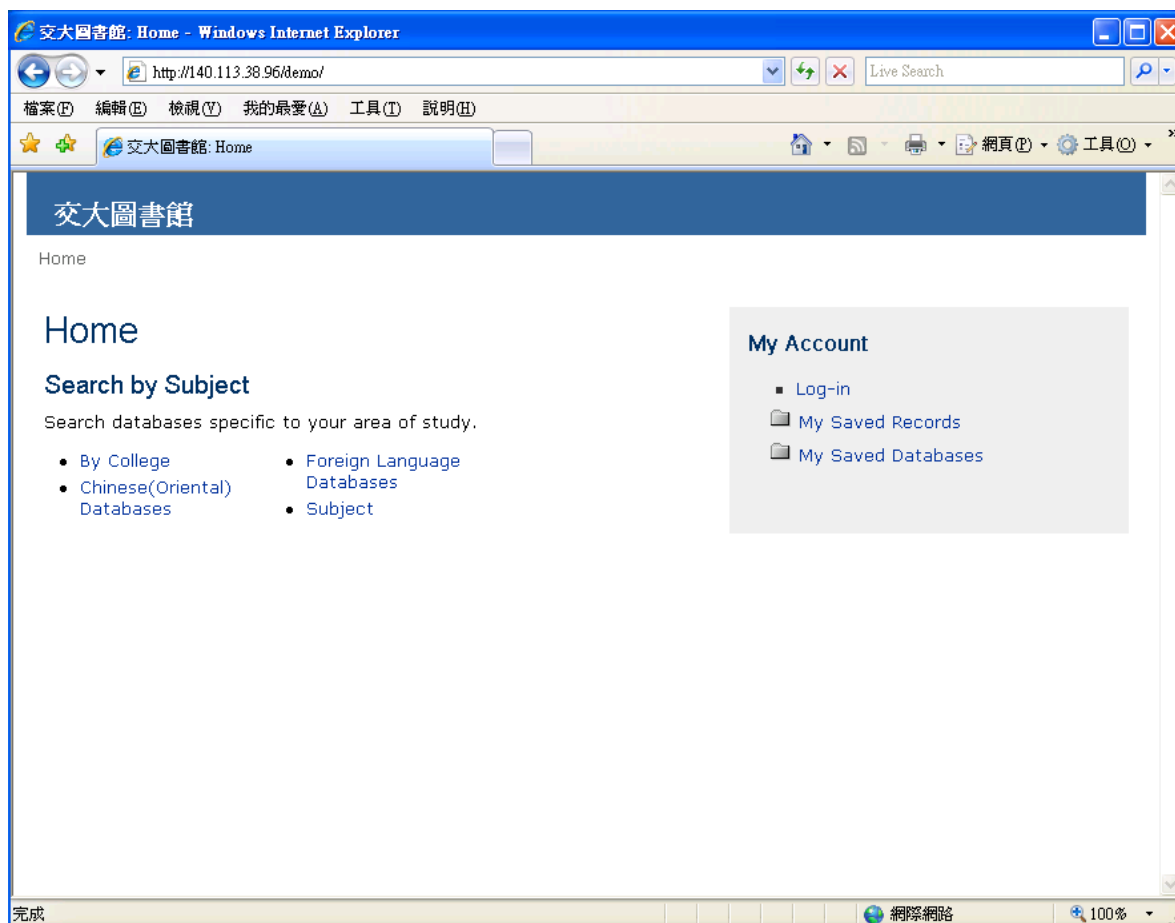 交大圖書館: Home - Windows Internet Explorer
http://140.113.38.96/demo/
Live Search
檔案(F) 編輯(E) 檢視(V) 我的最愛(A) 工具(T) 說明(H)
交大圖書館: Home
網頁(P) 工具(O) »
交大圖書館
Home
Home
Search by Subject
Search databases specific to your area of study.
By College
Chinese(Oriental)
Databases
Foreign Language
Databases
Subject
My Account
Log-in
My Saved Records
My Saved Databases
完成
網際網路
100%